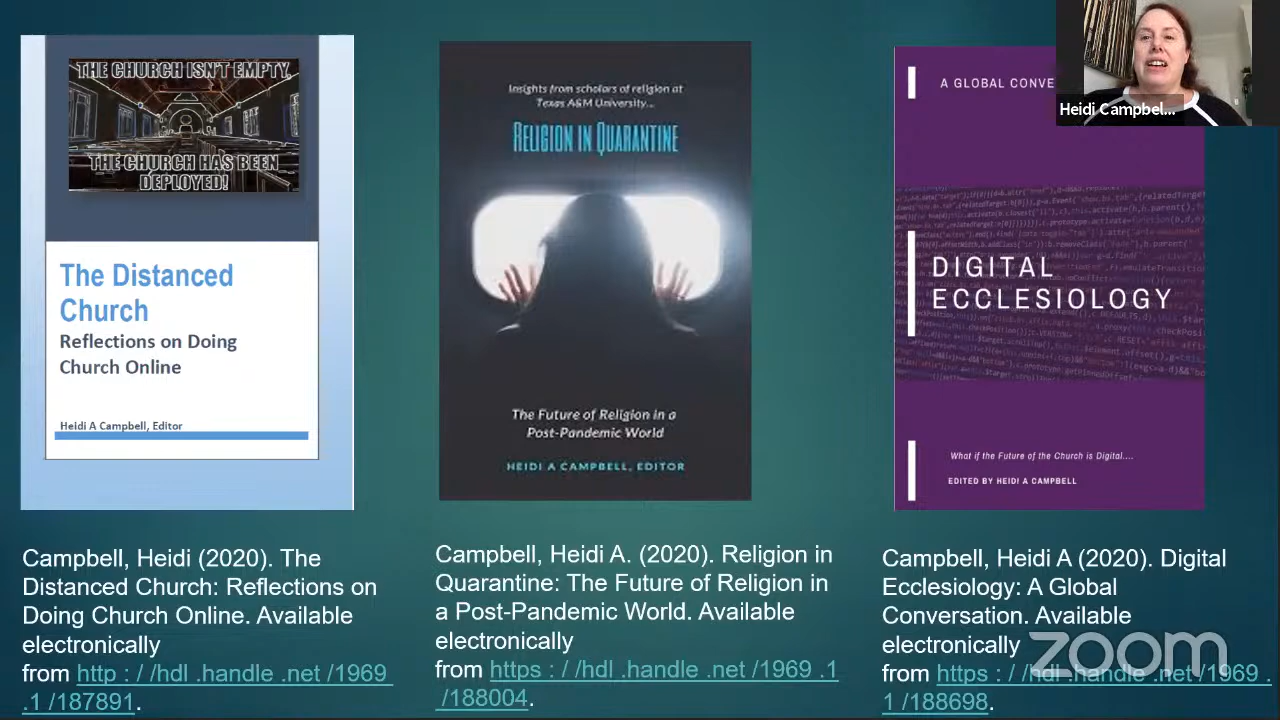 THE CHURCH ISN'T EMPTY,
THE CHURCH HAS BEEN
DEPLOYED!
The Distanced
Church
Reflections on Doing
Church Online
Heidi A Campbell, Editor
Campbell, Heidi (2020). The
Distanced Church: Reflections on
Doing Church Online. Available
electronically
from http : / /hdl .handle .net /1969
.1 /187891.
Insights from scholars of religion at
Texas A&M University...
RELIGION IN QUARANTINE
The Future of Religion in a
Post-Pandemic World
HEIDI A CAMPBELL, EDITOR
Campbell, Heidi A. (2020). Religion in
Quarantine: The Future of Religion in
a Post-Pandemic World. Available
electronically
from https : / /hdl .handle .net /1969 .1
/188004.
A GLOBAL CONVE
DIGITAL
ECCLESIOLOGY
What if the Future of the Church is Digital....
EDITED BY HEIDI A CAMPBELL
Campbell, Heidi A (2020). Digital
Ecclesiology: A Global
Conversation. Available
electronically
from https : / /hdl .handle .net /1969 .
1 /188698.
Heidi Campbel...
zoom